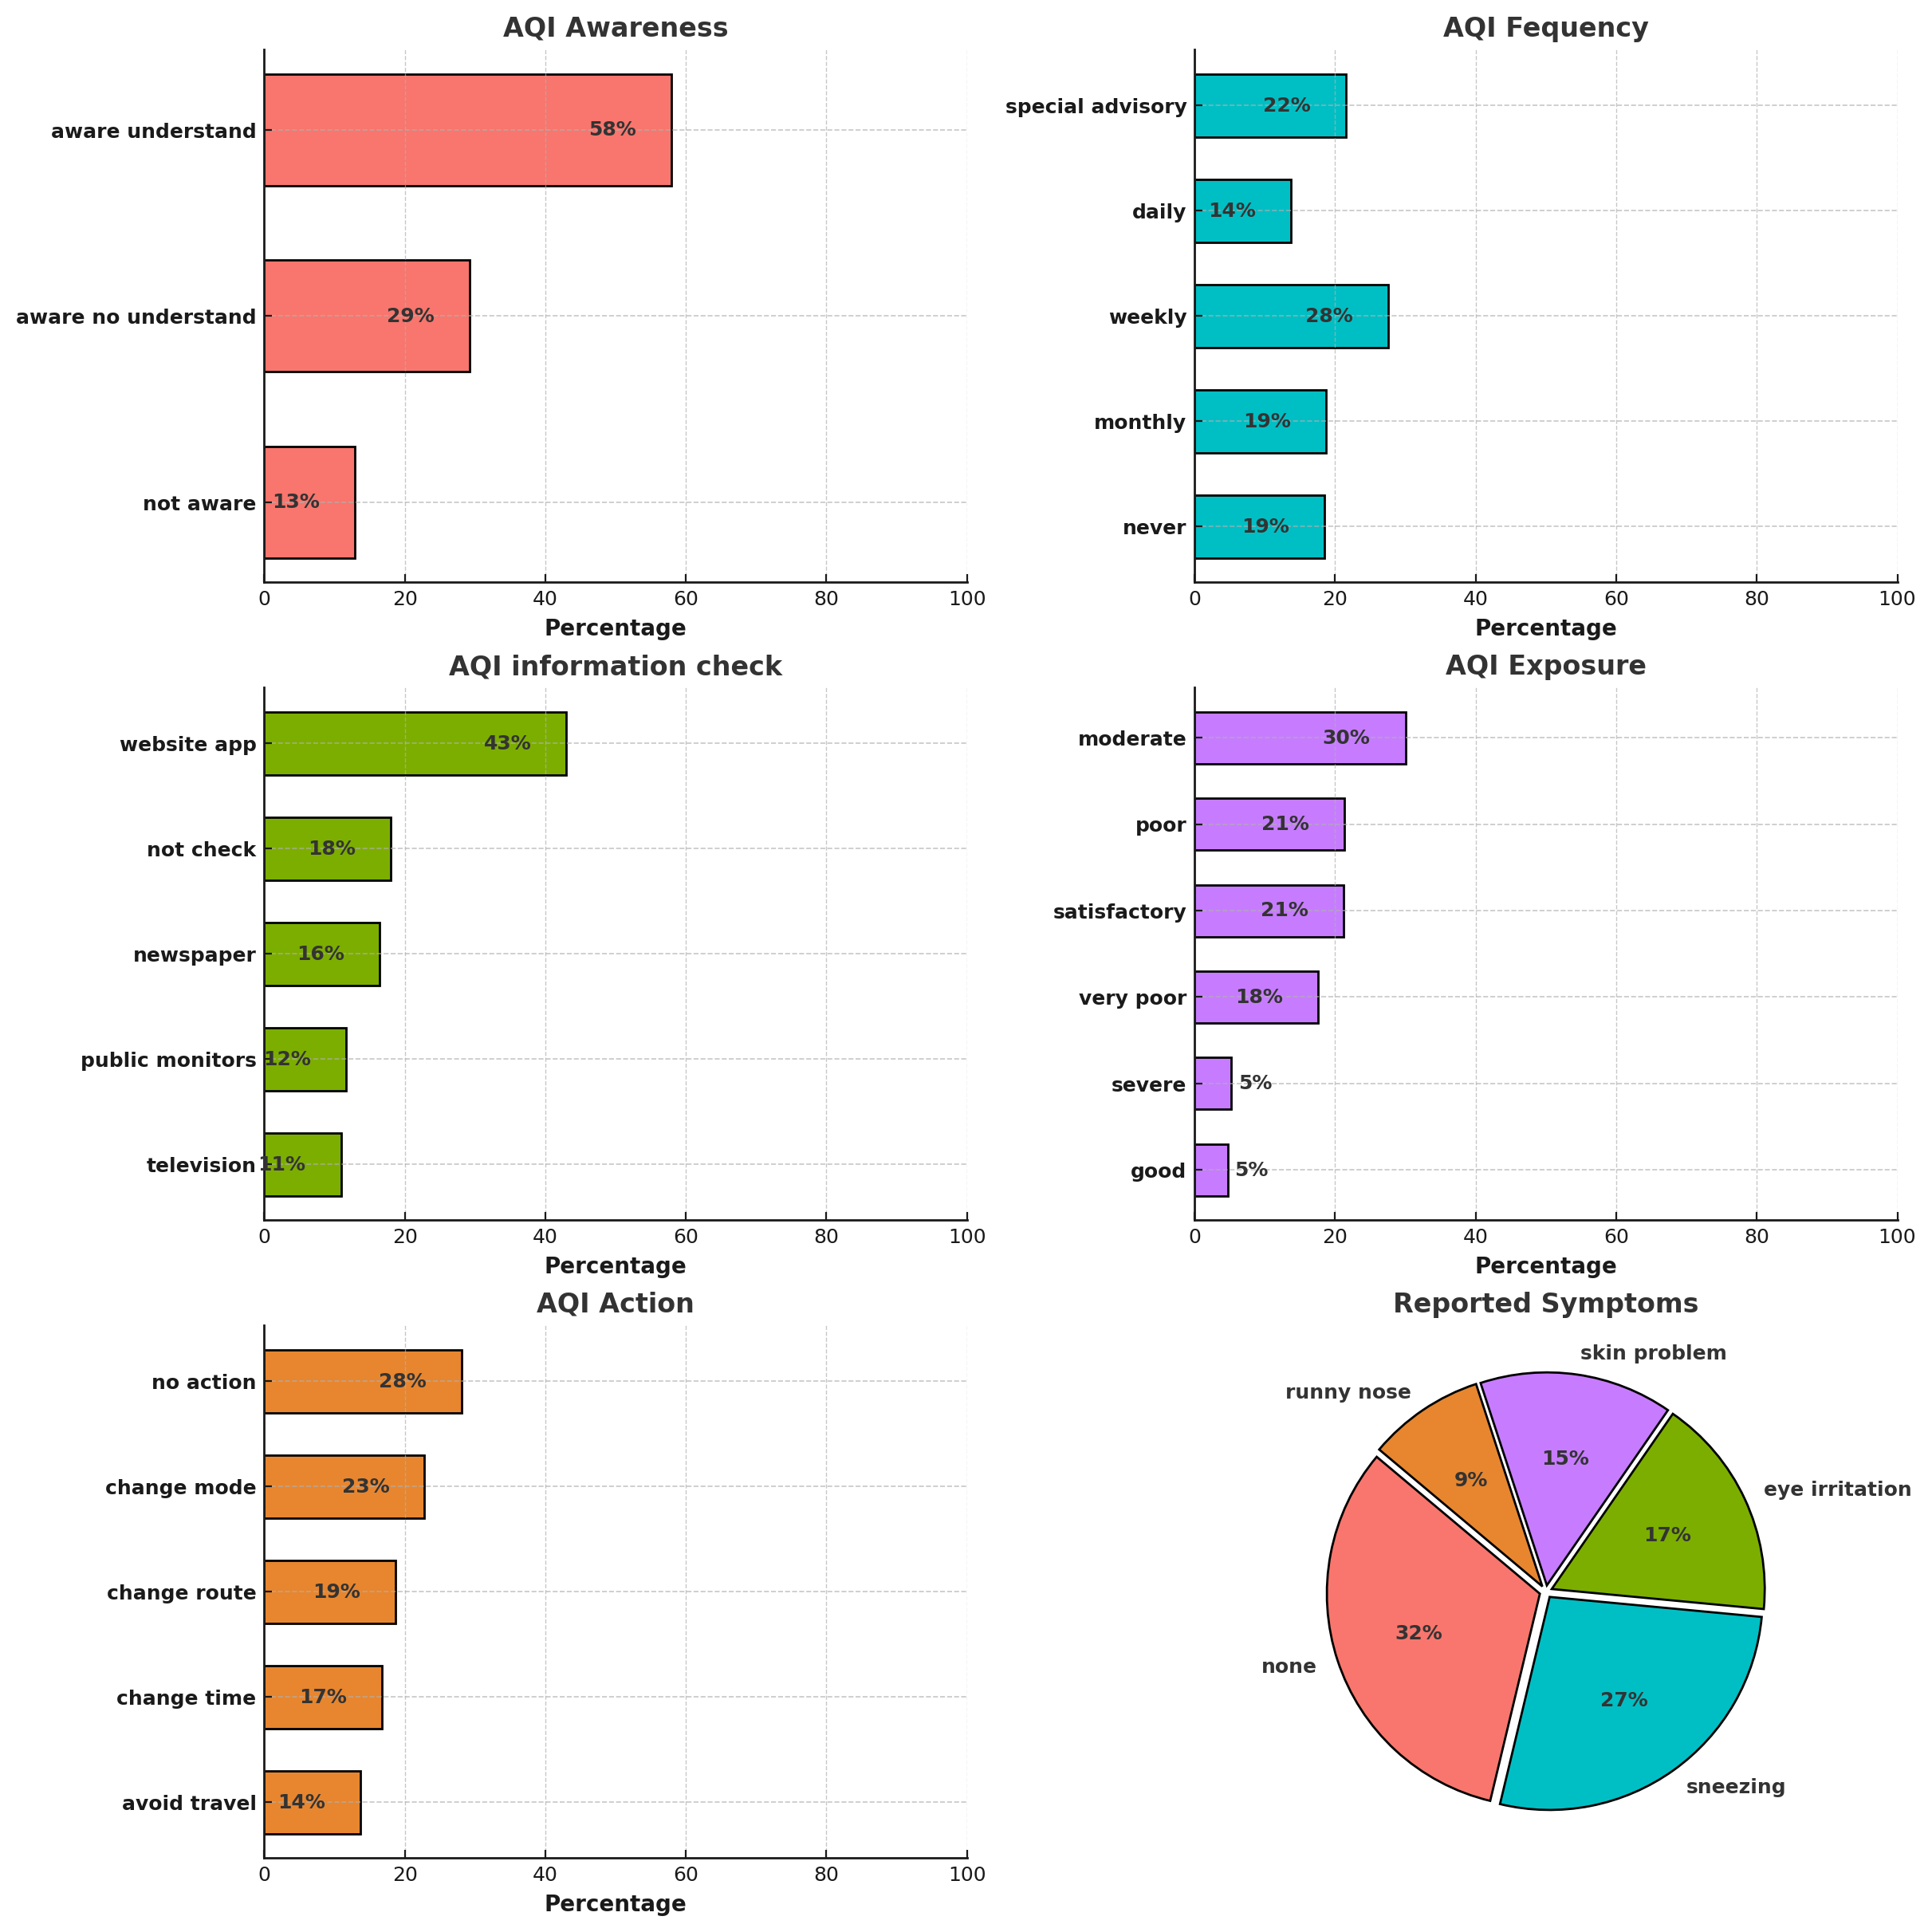 AQI Awareness
aware understand
58%
aware no understand
29%
not aware
13%
0 20 40 60 80 100
Percentage
AQI Fequency
special advisory
22%
daily
14%
weekly
28%
monthly
19%
never
19%
0 20 40 60 80 100
Percentage
AQI information check
website app
43%
not check
18%
newspaper
16%
public monitors
12%
television
11%
0 20 40 60 80 100
Percentage
AQI Exposure
moderate
30%
poor
21%
satisfactory
21%
very poor
18%
severe
5%
good
5%
0 20 40 60 80 100
Percentage
AQI Action
no action
28%
change mode
23%
change route
19%
change time
17%
avoid travel
14%
0 20 40 60 80 100
Percentage
Reported Symptoms
skin problem
15%
runny nose
9%
eye irritation
17%
none
32%
sneezing
27%